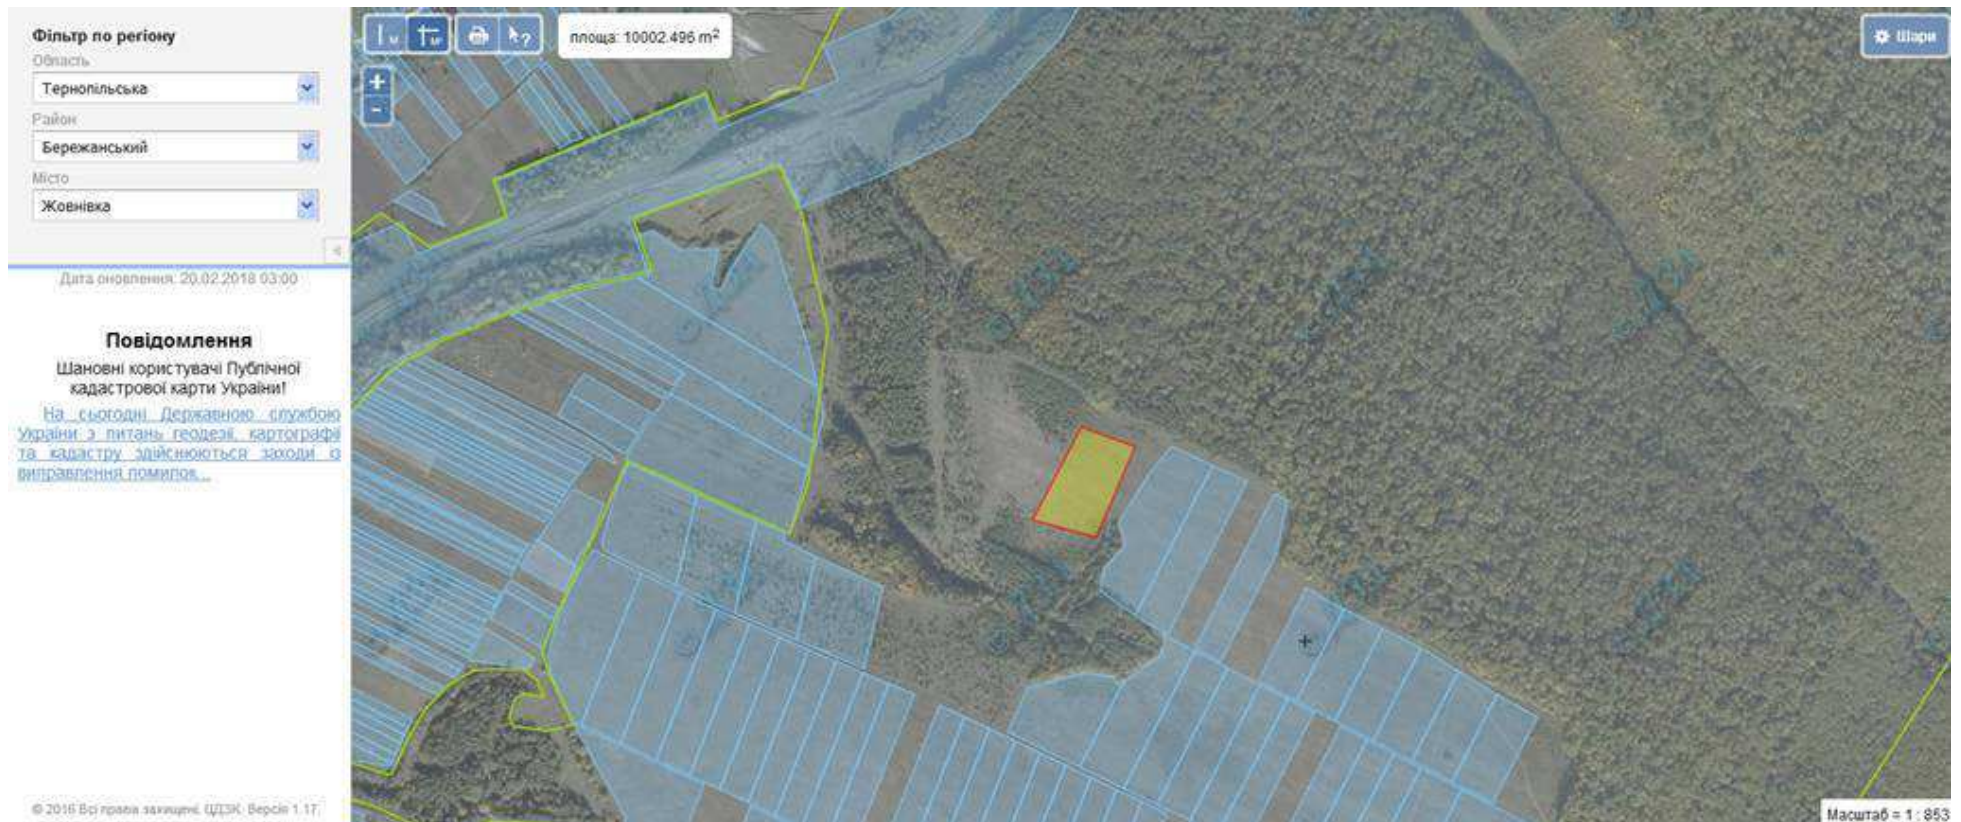 Фільтр по регіону
Область
Тернопільська
Район
Бережанський
Місто
Жовнівка
Дата оновлення: 20.02.2018 03:00
Повідомлення
Шановні користувачі Публічної
кадастрової карти України!
На сьогодні Державною службою
України з питань геодезії, картографії
та кадастру здійснюються заходи із
виправлення помилок...
© 2016 Всі права захищені. ЦДЗК. Версія 1.17.
площа: 10002.496 m²
Шари
Масштаб = 1 : 853